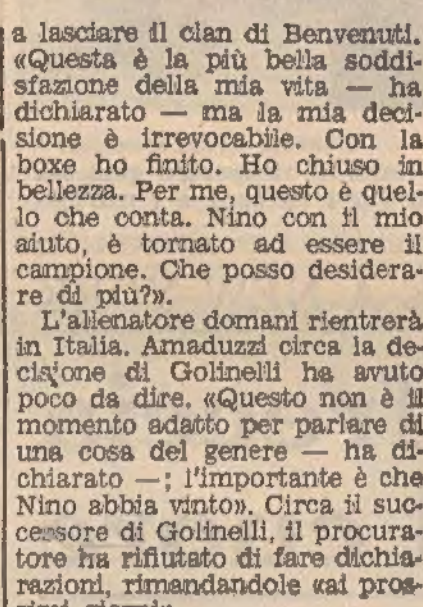 a lasciare il clan di Benvenuti.
«Questa è la più bella soddi-
sfazione della mia vita — ha
dichiarato — ma la mia deci-
sione è irrevocabile. Con la
boxe ho finito. Ho chiuso in
bellezza. Per me, questo è quel-
lo che conta. Nino con il mio
aiuto, è tornato ad essere il
campione. Che posso desidera-
re di più?».
L'allenatore domani rientrerà
in Italia. Amaduzzi circa la de-
cisione di Golinelli ha avuto
poco da dire. «Questo non è il
momento adatto per parlare di
una cosa del genere — ha di-
chiarato —; l'importante è che
Nino abbia vinto». Circa il suc-
cessore di Golinelli, il procura-
tore ha rifiutato di fare dichia-
razioni, rimandandole «ai pros-
simi giorni»